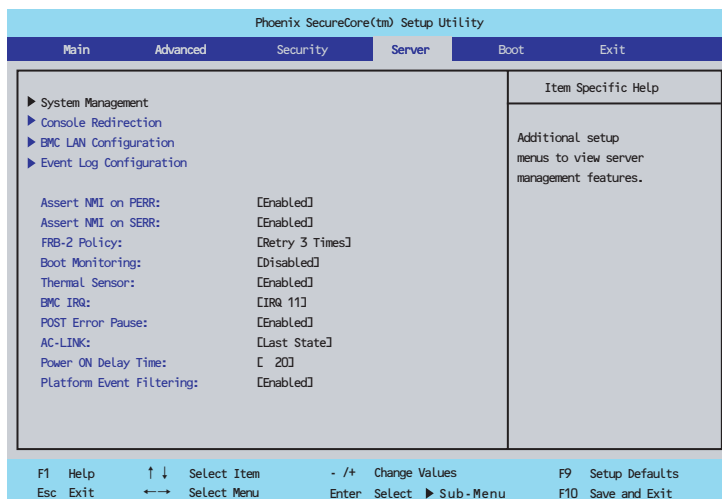 Phoenix SecureCore(tm) Setup Utility
Main Advanced Security Server Boot Exit
▶ System Management
▶ Console Redirection
▶ BMC LAN Configuration
▶ Event Log Configuration
Assert NMI on PERR: [Enabled]
Assert NMI on SERR: [Enabled]
FRB-2 Policy: [Retry 3 Times]
Boot Monitoring: [Disabled]
Thermal Sensor: [Enabled]
BMC IRQ: [IRQ 11]
POST Error Pause: [Enabled]
AC-LINK: [Last State]
Power ON Delay Time: [ 20]
Platform Event Filtering: [Enabled]
Item Specific Help
Additional setup
menus to view server
management features.
F1 Help ↑↓ Select Item - /+ Change Values F9 Setup Defaults
Esc Exit ←→ Select Menu Enter Select ▶ Sub-Menu F10 Save and Exit